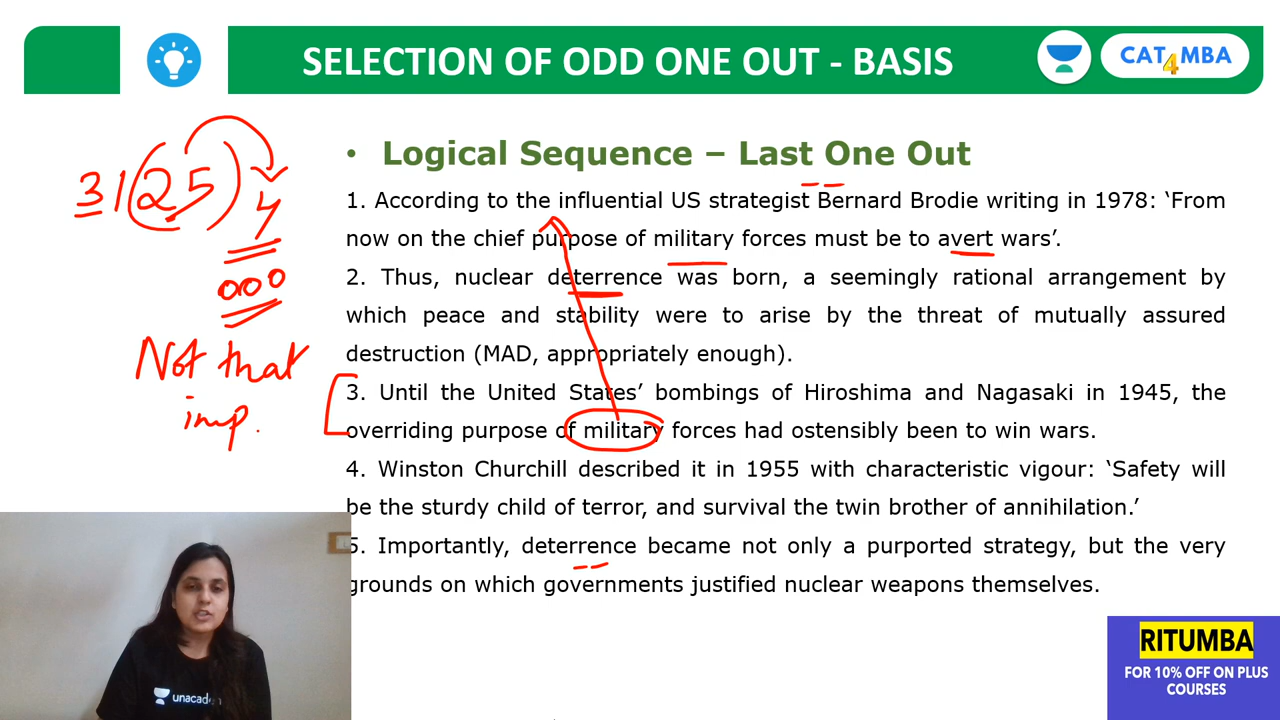 SELECTION OF ODD ONE OUT - BASIS
CAT4MBA
• Logical Sequence – Last One Out
31(25)
4
000
Not that
imp.
1. According to the influential US strategist Bernard Brodie writing in 1978: ‘From
now on the chief purpose of military forces must be to avert wars’.
2. Thus, nuclear deterrence was born, a seemingly rational arrangement by
which peace and stability were to arise by the threat of mutually assured
destruction (MAD, appropriately enough).
3. Until the United States’ bombings of Hiroshima and Nagasaki in 1945, the
overriding purpose of military forces had ostensibly been to win wars.
4. Winston Churchill described it in 1955 with characteristic vigour: ‘Safety will
be the sturdy child of terror, and survival the twin brother of annihilation.’
5. Importantly, deterrence became not only a purported strategy, but the very
grounds on which governments justified nuclear weapons themselves.
RITUMBA
FOR 10% OFF ON PLUS
COURSES